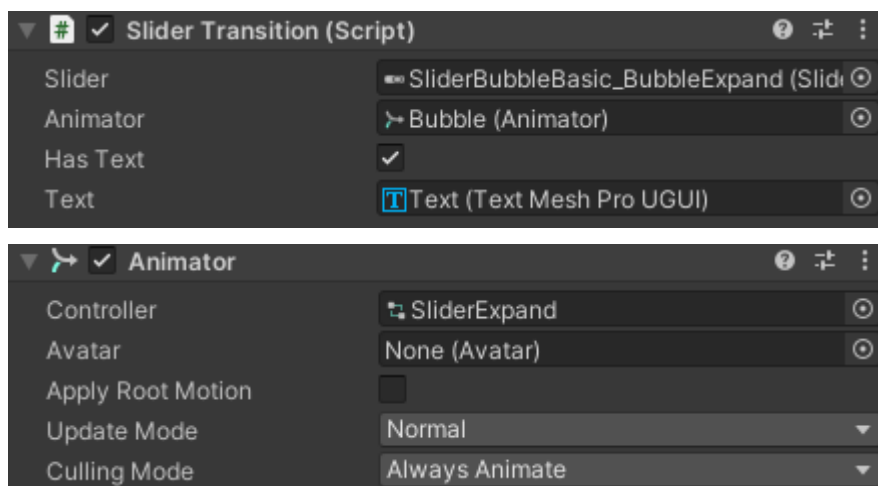 # Slider Transition (Script)
Slider SliderBubbleBasic_BubbleExpand (Slid
Animator Bubble (Animator)
Has Text
Text T Text (Text Mesh Pro UGUI)
Animator
Controller SliderExpand
Avatar None (Avatar)
Apply Root Motion
Update Mode Normal
Culling Mode Always Animate